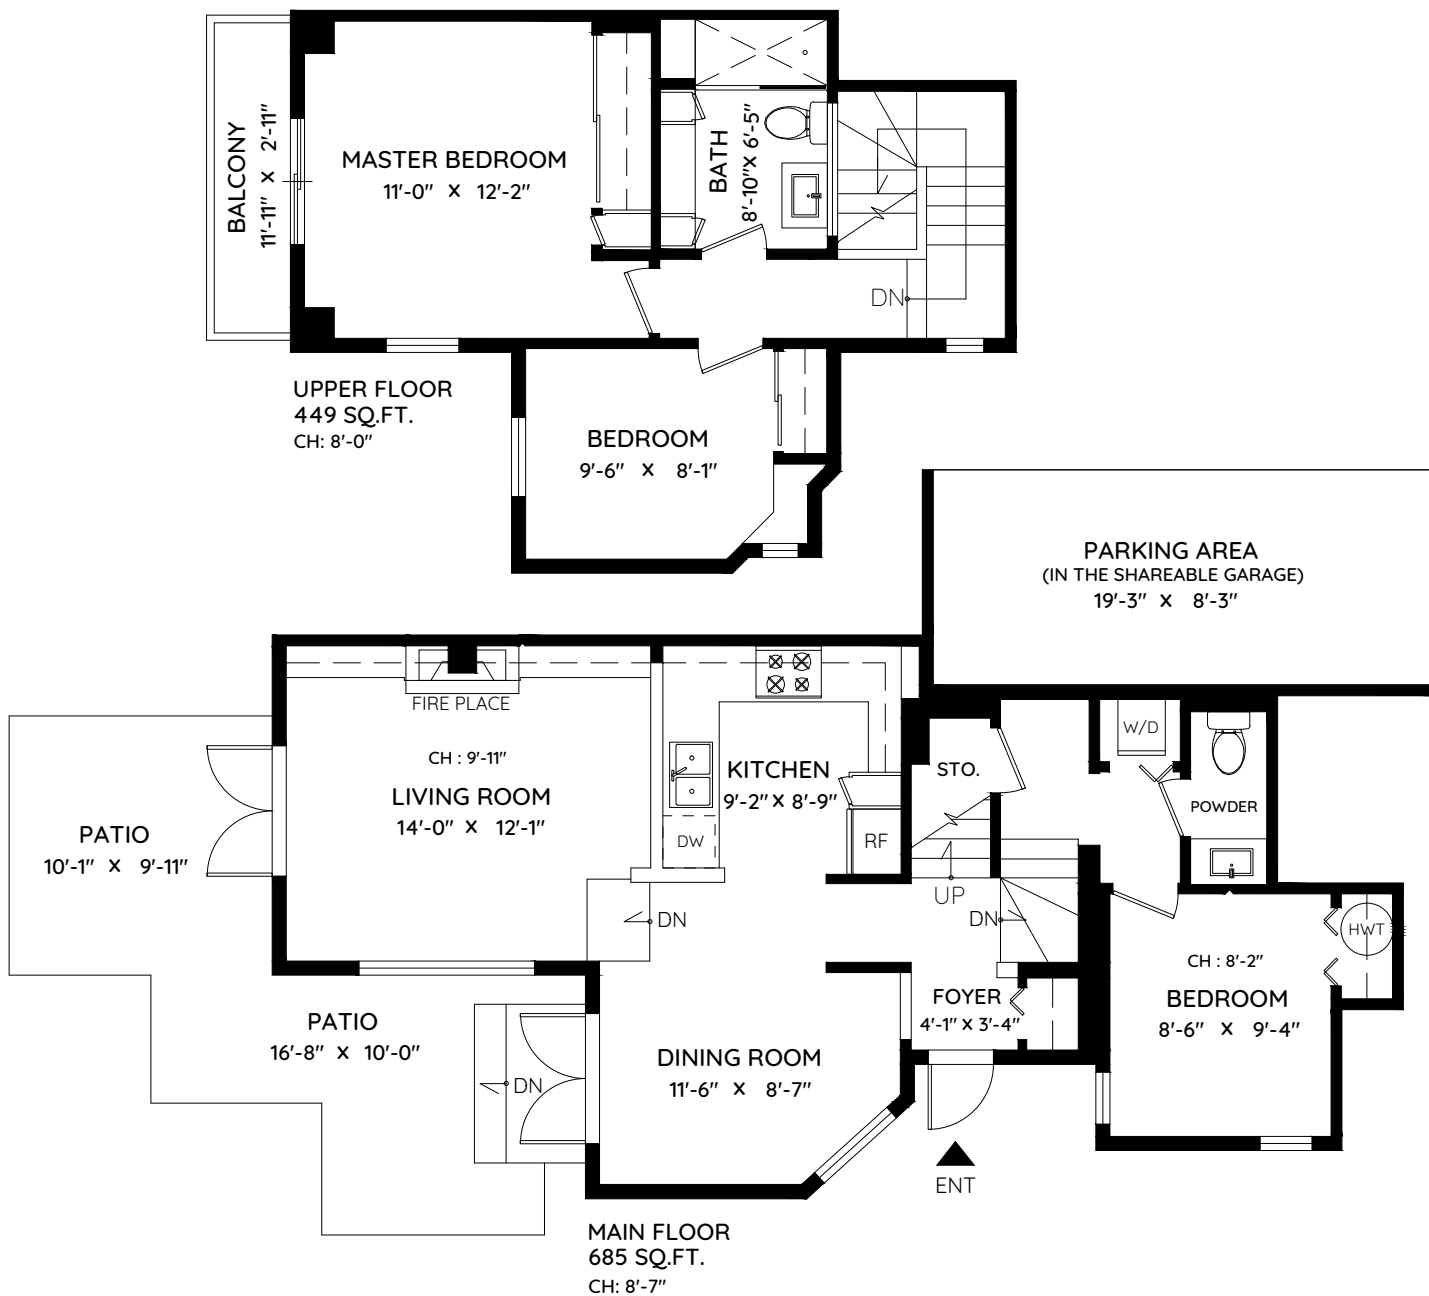 BALCONY
11'-11" X 2'-11"
MASTER BEDROOM
11'-0" X 12'-2"
BATH
8'-10"X 6'-5"
DN
UPPER FLOOR
449 SQ.FT.
CH: 8'-0"
BEDROOM
9'-6" X 8'-1"
PARKING AREA
(IN THE SHAREABLE GARAGE)
19'-3" X 8'-3"
FIRE PLACE
CH : 9'-11"
LIVING ROOM
14'-0" X 12'-1"
KITCHEN
9'-2" X 8'-9"
DW
RF
STO.
UP
W/D
POWDER
PATIO
10'-1" X 9'-11"
DN
DN
HWT
CH : 8'-2"
BEDROOM
8'-6" X 9'-4"
FOYER
4'-1" X 3'-4"
PATIO
16'-8" X 10'-0"
DN
DINING ROOM
11'-6" X 8'-7"
ENT
MAIN FLOOR
685 SQ.FT.
CH: 8'-7"